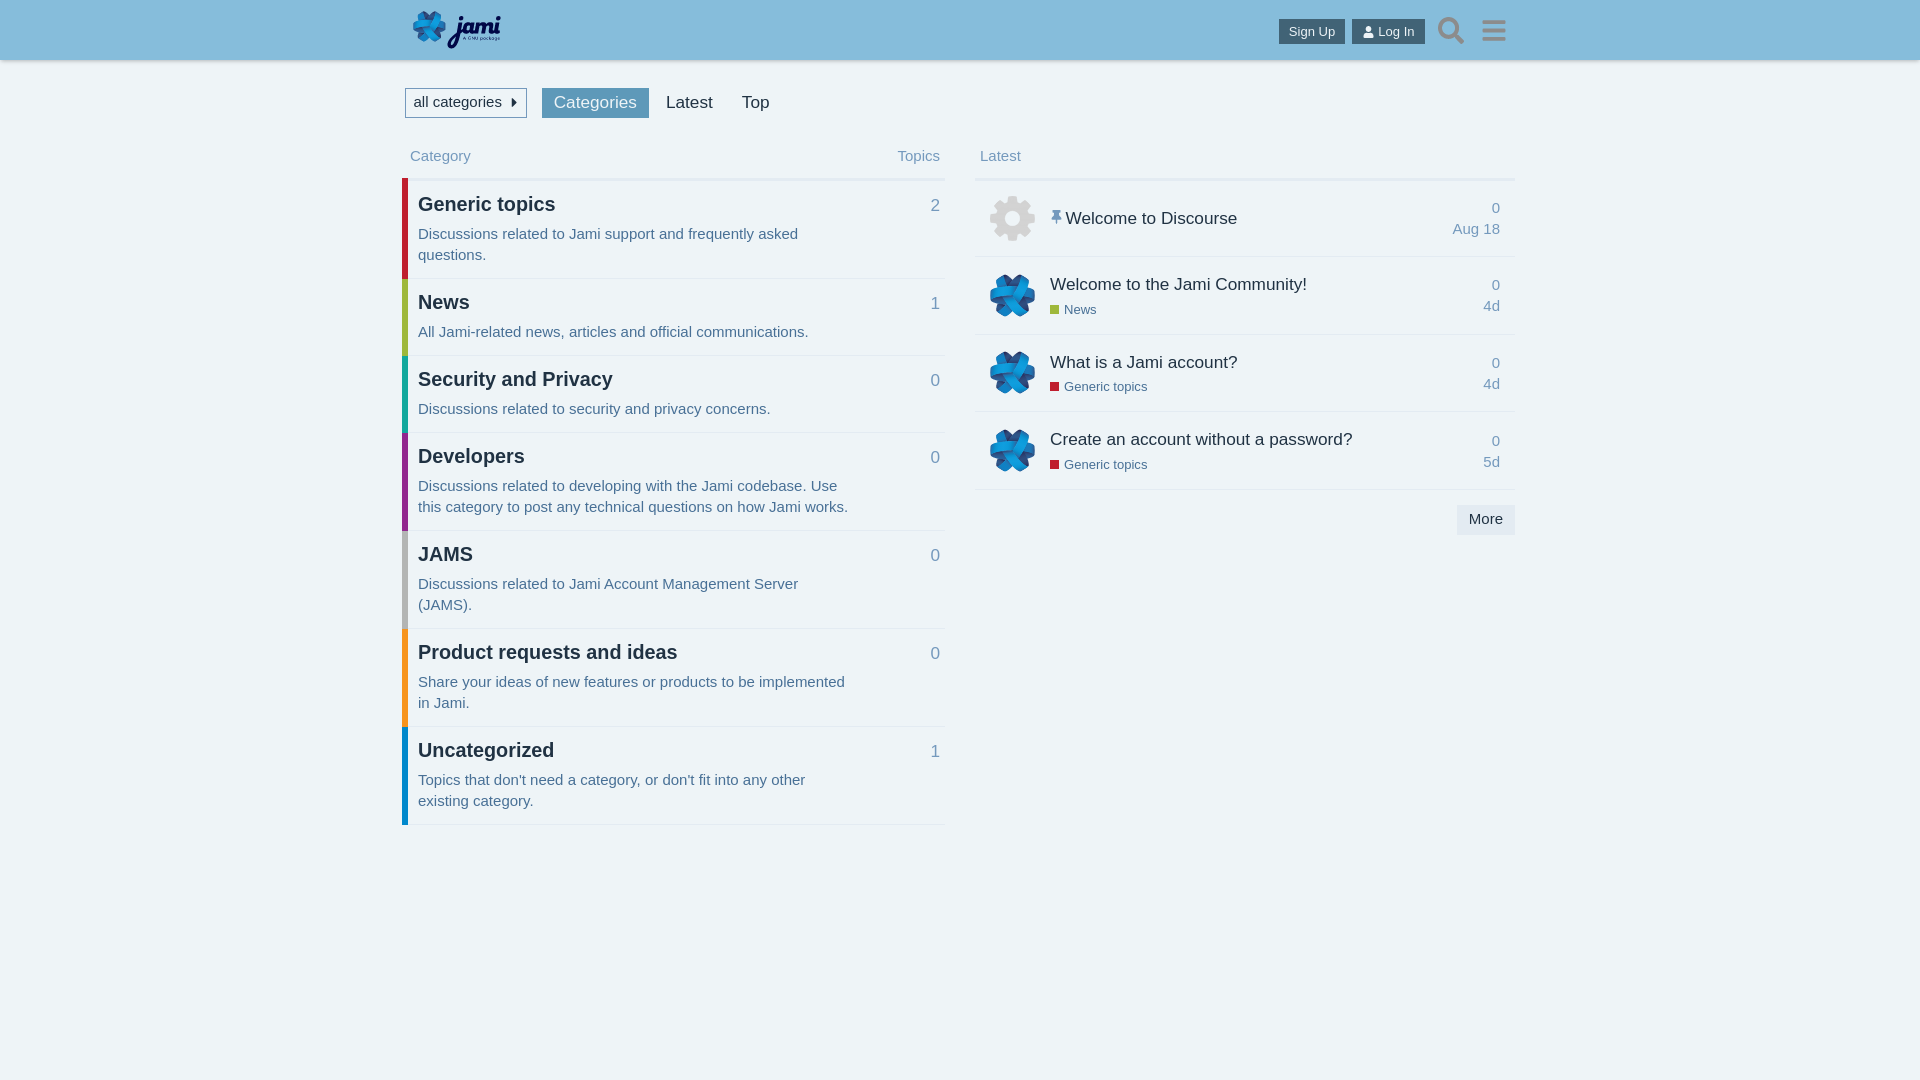 jami
A GNU package
Sign Up
Log In
all categories
Categories
Latest
Top
Category
Topics
Generic topics
2
Discussions related to Jami support and frequently asked
questions.
News
1
All Jami-related news, articles and official communications.
Security and Privacy
0
Discussions related to security and privacy concerns.
Developers
0
Discussions related to developing with the Jami codebase. Use
this category to post any technical questions on how Jami works.
JAMS
0
Discussions related to Jami Account Management Server
(JAMS).
Product requests and ideas
0
Share your ideas of new features or products to be implemented
in Jami.
Uncategorized
1
Topics that don't need a category, or don't fit into any other
existing category.
Latest
Welcome to Discourse
0
Aug 18
Welcome to the Jami Community!
News
0
4d
What is a Jami account?
Generic topics
0
4d
Create an account without a password?
Generic topics
0
5d
More